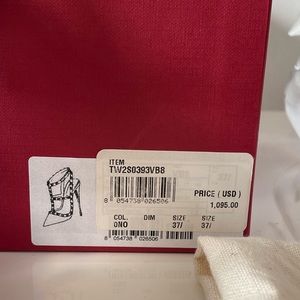 ITEM
TW2S0393VB8
8 054738 026506
PRICE ( USD )
1,095.00
COL. DIM SIZE SIZE
0NO 37/ 37/
8 054738 026506
37/